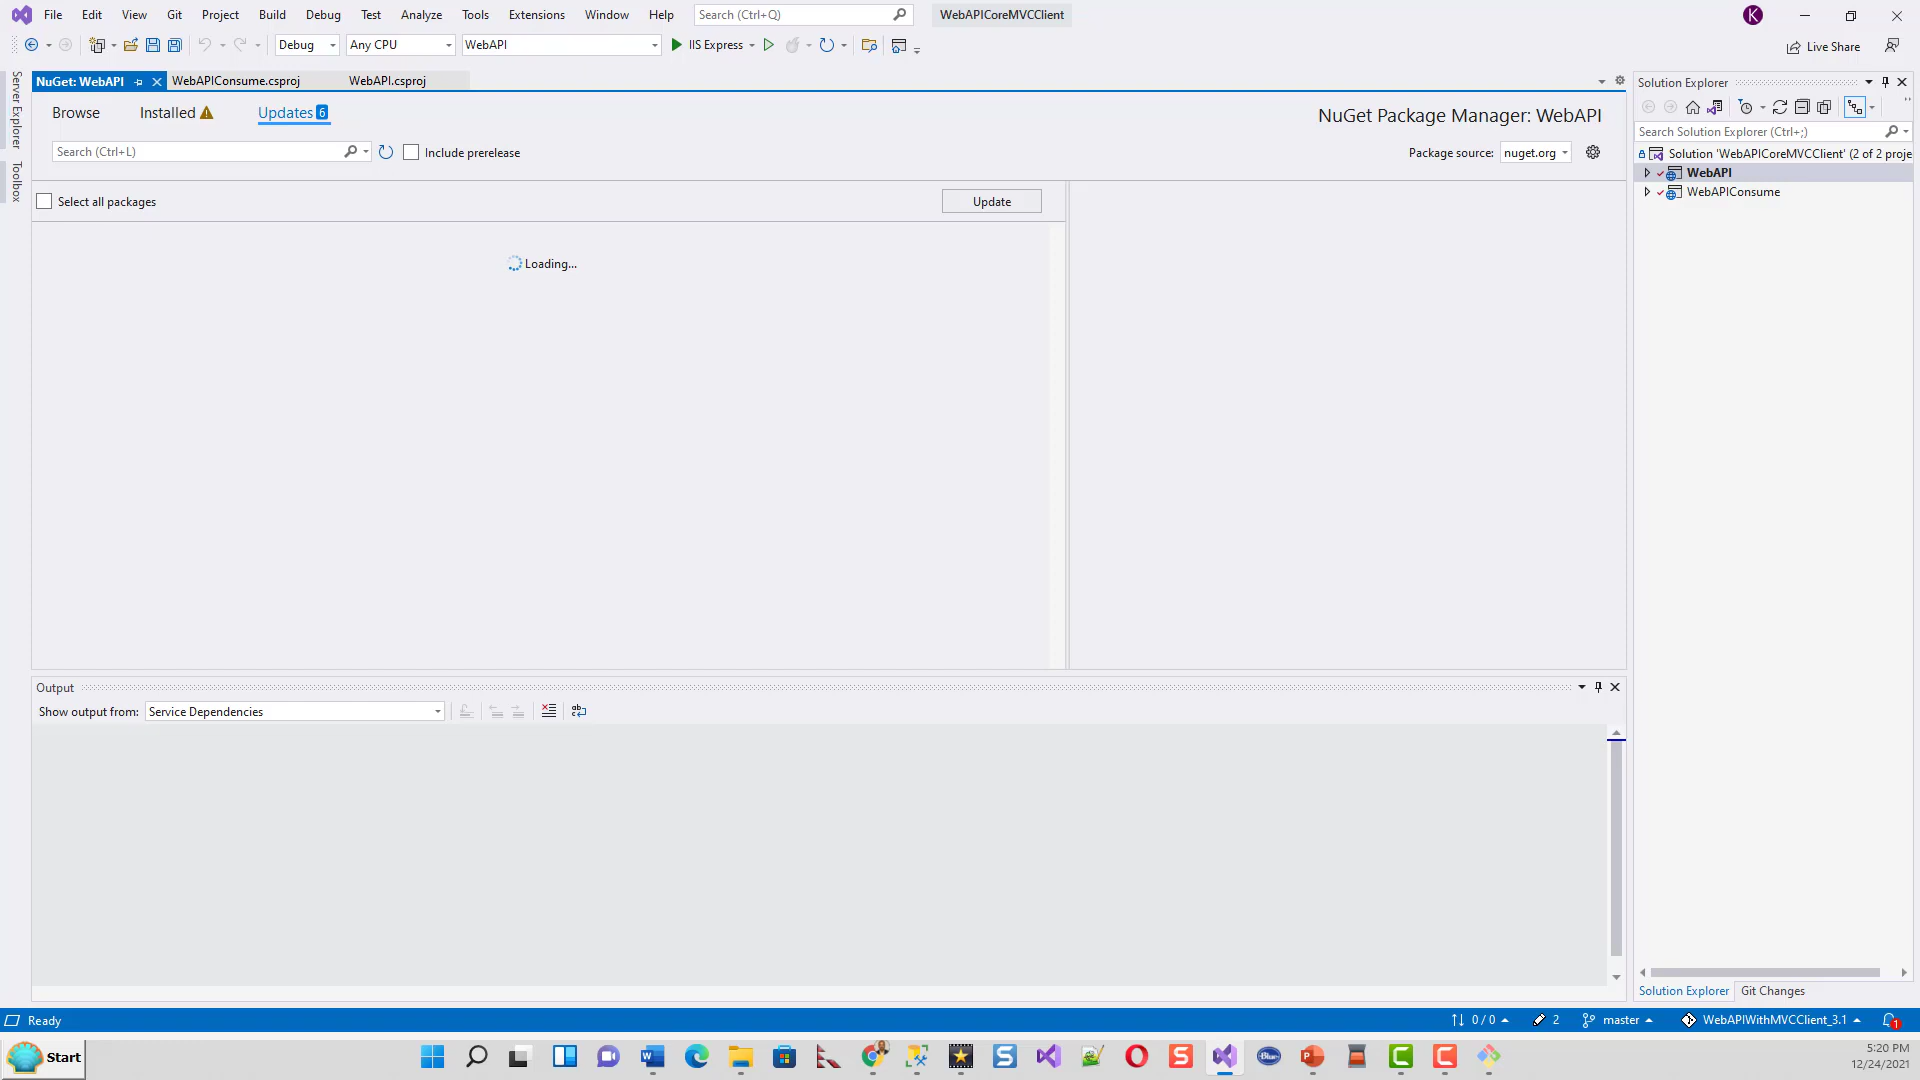 File Edit View Git Project Build Debug Test Analyze Tools Extensions Window Help Search (Ctrl+Q) WebAPICoreMVCClient K
Debug Any CPU WebAPI IIS Express Live Share
Server Explorer
Toolbox
NuGet: WebAPI WebAPIConsume.csproj WebAPI.csproj
Browse Installed Updates 6 NuGet Package Manager: WebAPI
Search (Ctrl+L) Include prerelease Package source: nuget.org
Select all packages Update
Loading...
Solution Explorer
Search Solution Explorer (Ctrl+;)
Solution 'WebAPICoreMVCClient' (2 of 2 proje
WebAPI
WebAPIConsume
Output
Show output from: Service Dependencies
Solution Explorer Git Changes
Ready 0 / 0 2 master WebAPIWithMVCClient_3.1 1
Start
5:20 PM
12/24/2021